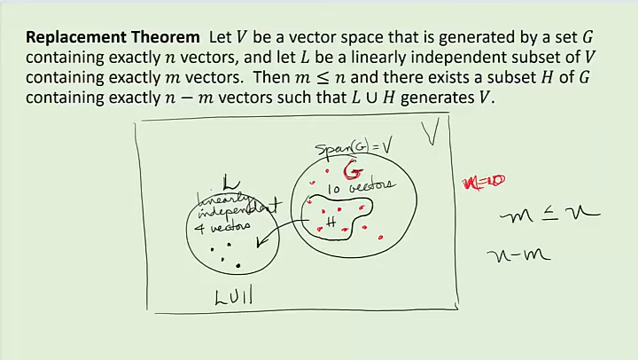 Replacement Theorem Let V be a vector space that is generated by a set G
containing exactly n vectors, and let L be a linearly independent subset of V
containing exactly m vectors. Then m ≤ n and there exists a subset H of G
containing exactly n − m vectors such that L ∪ H generates V.
V
span(G) = V
G
10 vectors
H
L
linearly
independent
4 vectors
L∪H
m ≤ n
n-m